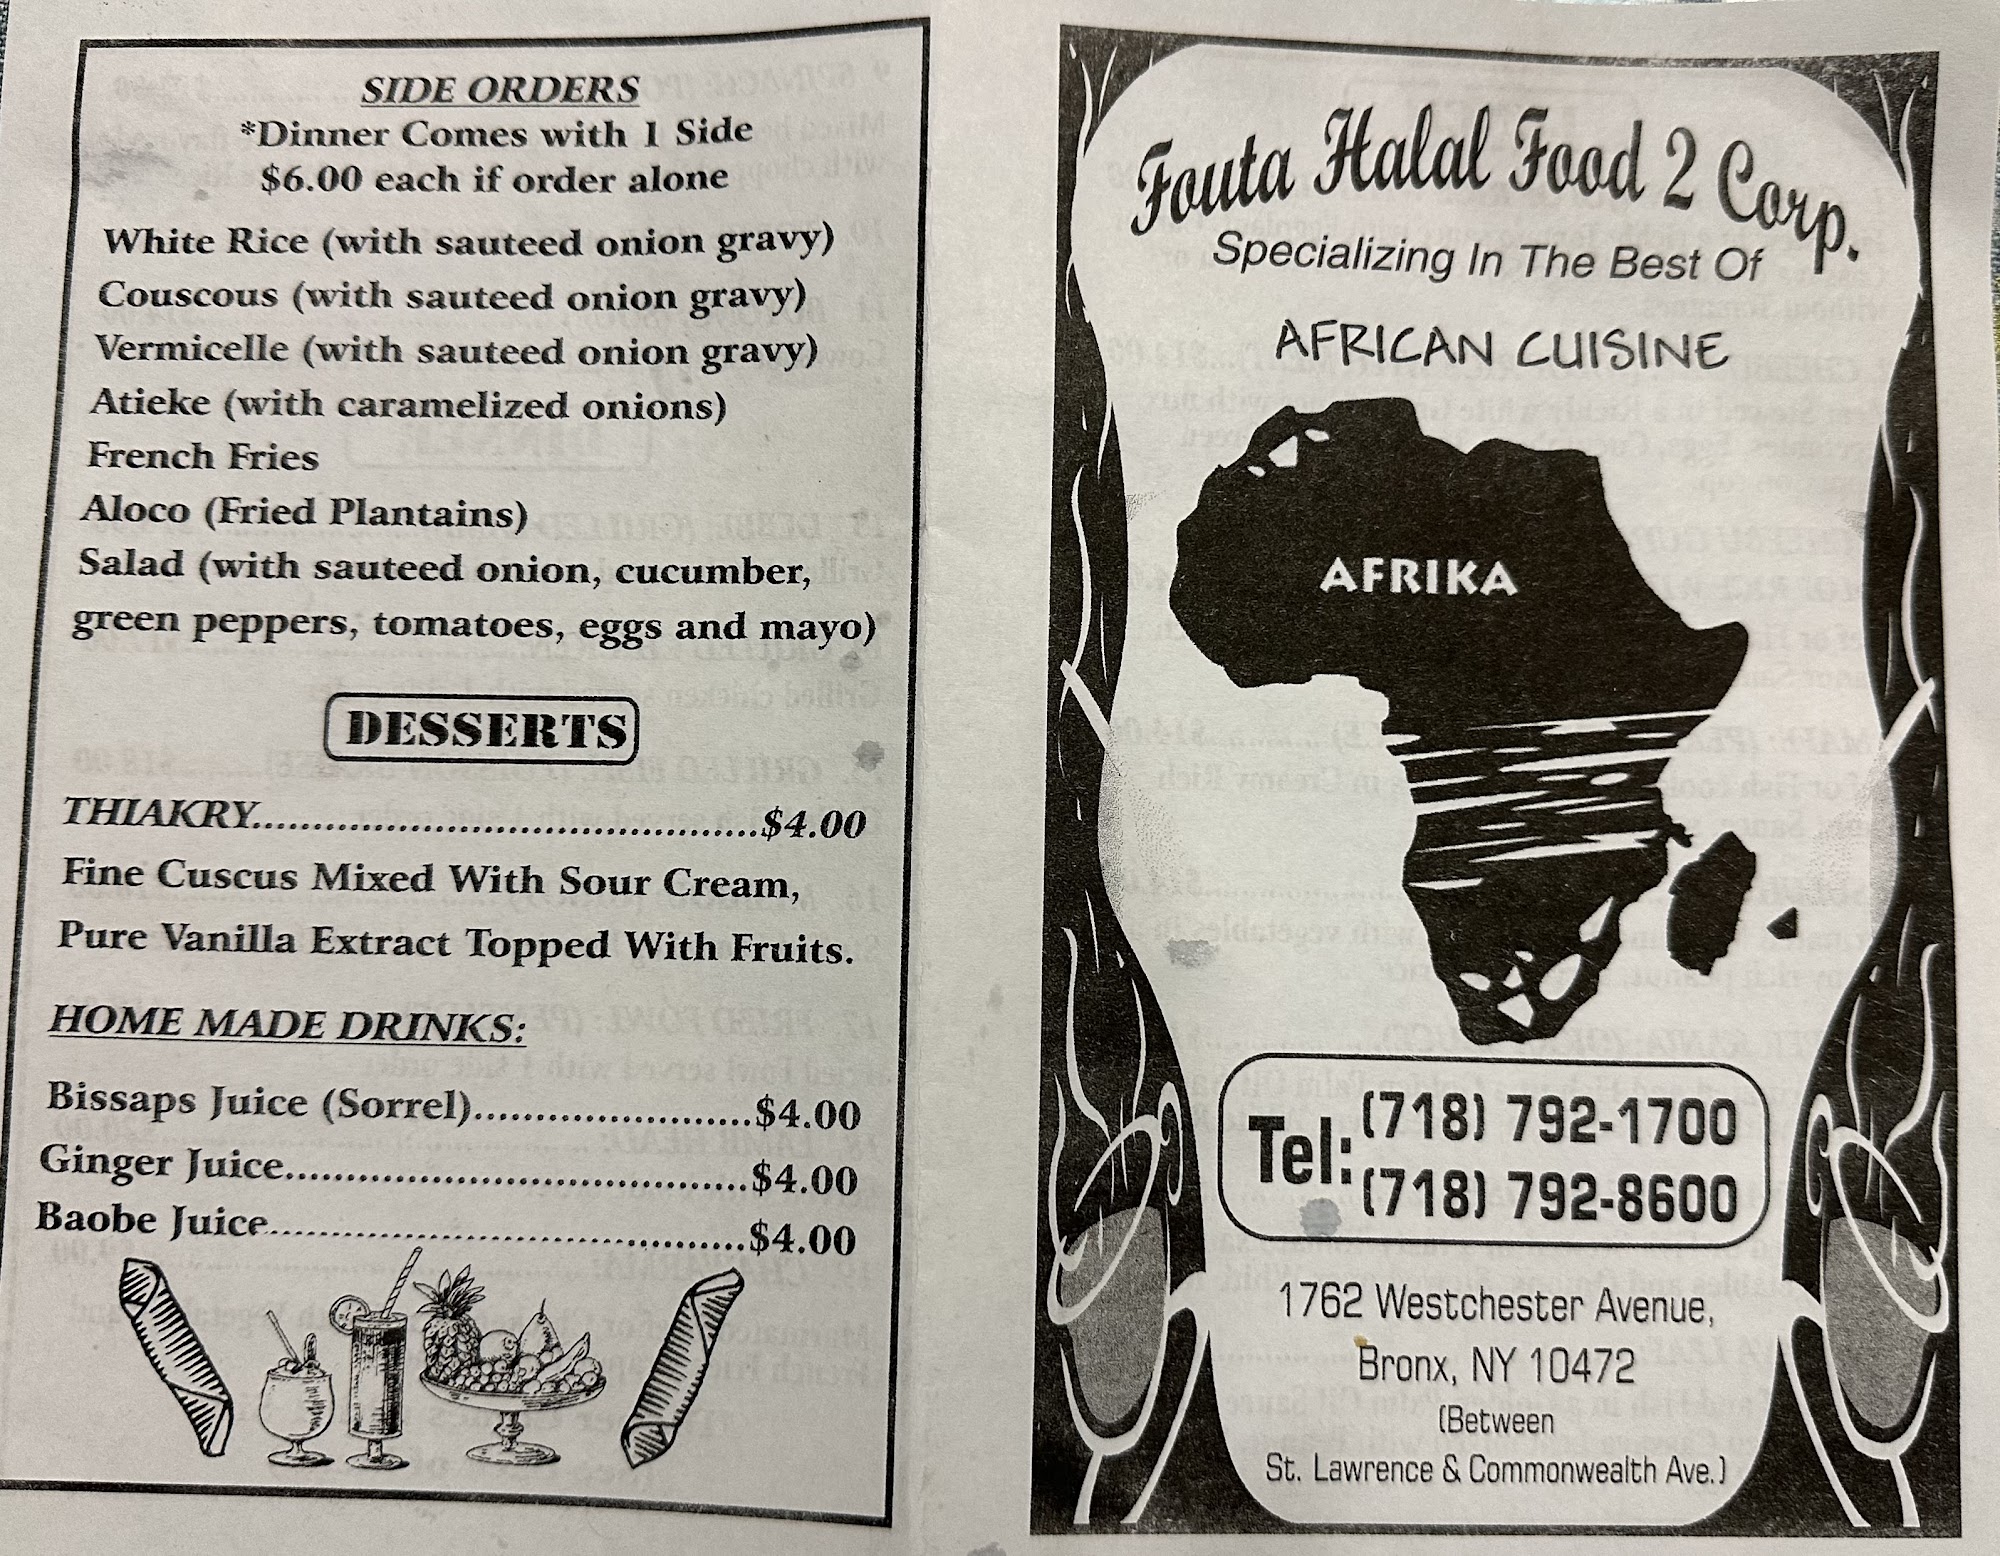 SIDE ORDERS
*Dinner Comes with 1 Side
$6.00 each if order alone
White Rice (with sauteed onion gravy)
Couscous (with sauteed onion gravy)
Vermicelle (with sauteed onion gravy)
Atieke (with caramelized onions)
French Fries
Aloco (Fried Plantains)
Salad (with sauteed onion, cucumber,
green peppers, tomatoes, eggs and mayo)
DESSERTS
THIAKRY..........................................$4.00
Fine Cuscus Mixed With Sour Cream,
Pure Vanilla Extract Topped With Fruits.
HOME MADE DRINKS:
Bissaps Juice (Sorrel).......................$4.00
Ginger Juice......................................$4.00
Baobe Juice.......................................$4.00
Fouta Halal Food 2 Corp.
Specializing In The Best Of
AFRICAN CUISINE
AFRIKA
Tel: (718) 792-1700
(718) 792-8600
1762 Westchester Avenue,
Bronx, NY 10472
(Between
St. Lawrence & Commonwealth Ave.)